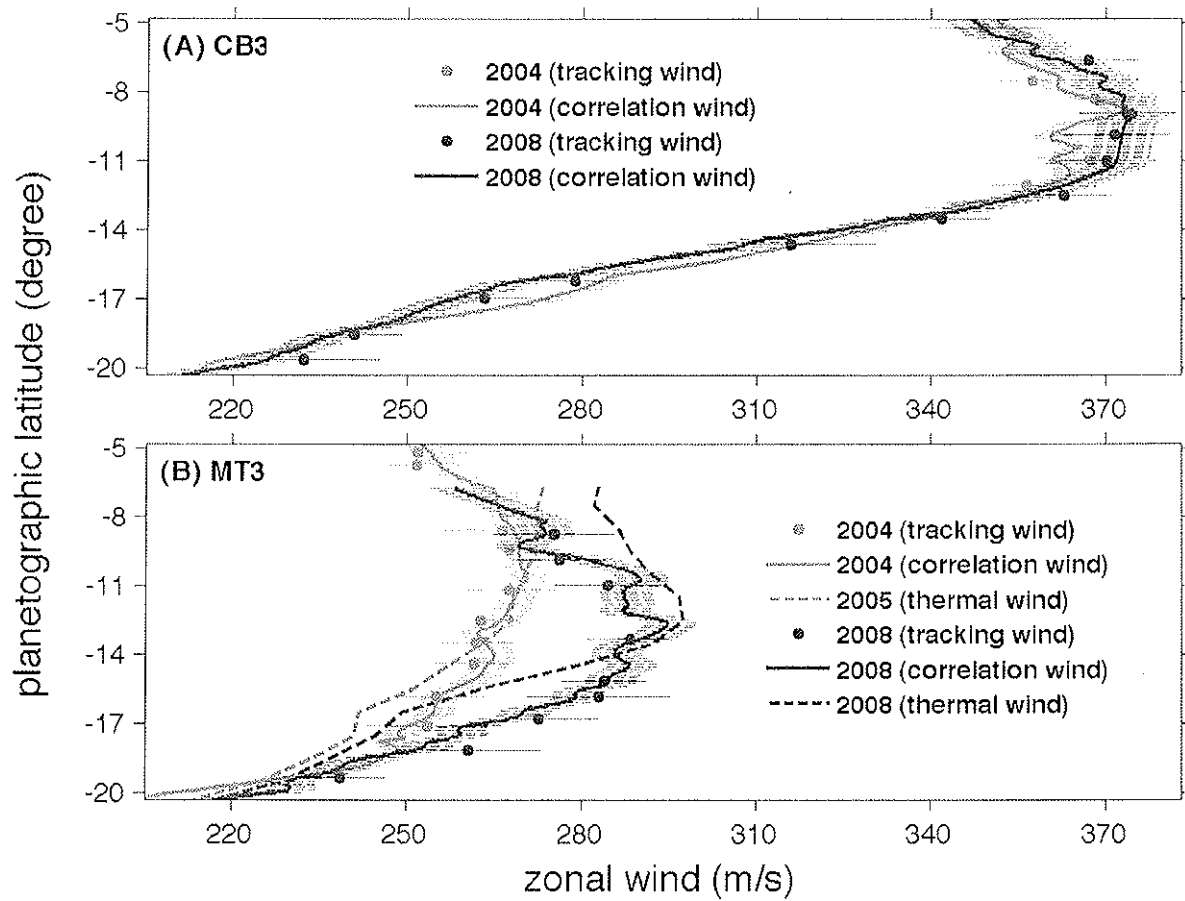 (A) CB3
2004 (tracking wind)
2004 (correlation wind)
2008 (tracking wind)
2008 (correlation wind)
-5
-8
-11
-14
-17
-20
220 250 280 310 340 370
planetographic latitude (degree)
(B) MT3
2004 (tracking wind)
2004 (correlation wind)
2005 (thermal wind)
2008 (tracking wind)
2008 (correlation wind)
2008 (thermal wind)
-5
-8
-11
-14
-17
-20
220 250 280 310 340 370
zonal wind (m/s)